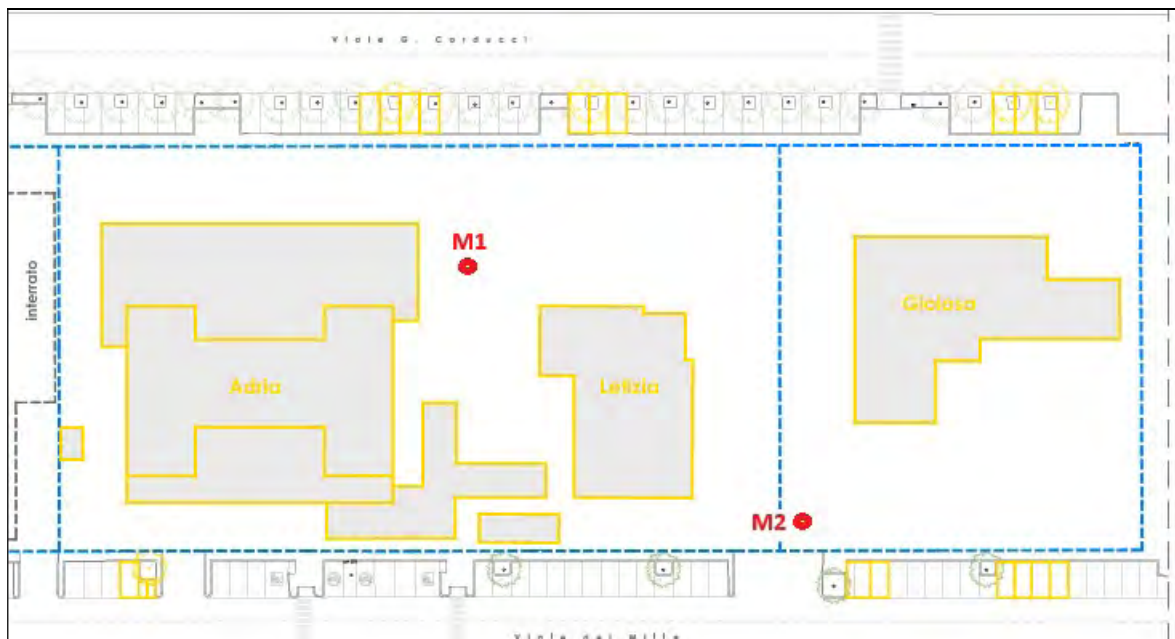 Viale G. Carducci
M1
interrato
Gioiosa
Adria
Letizia
M2
Viale dei Mille